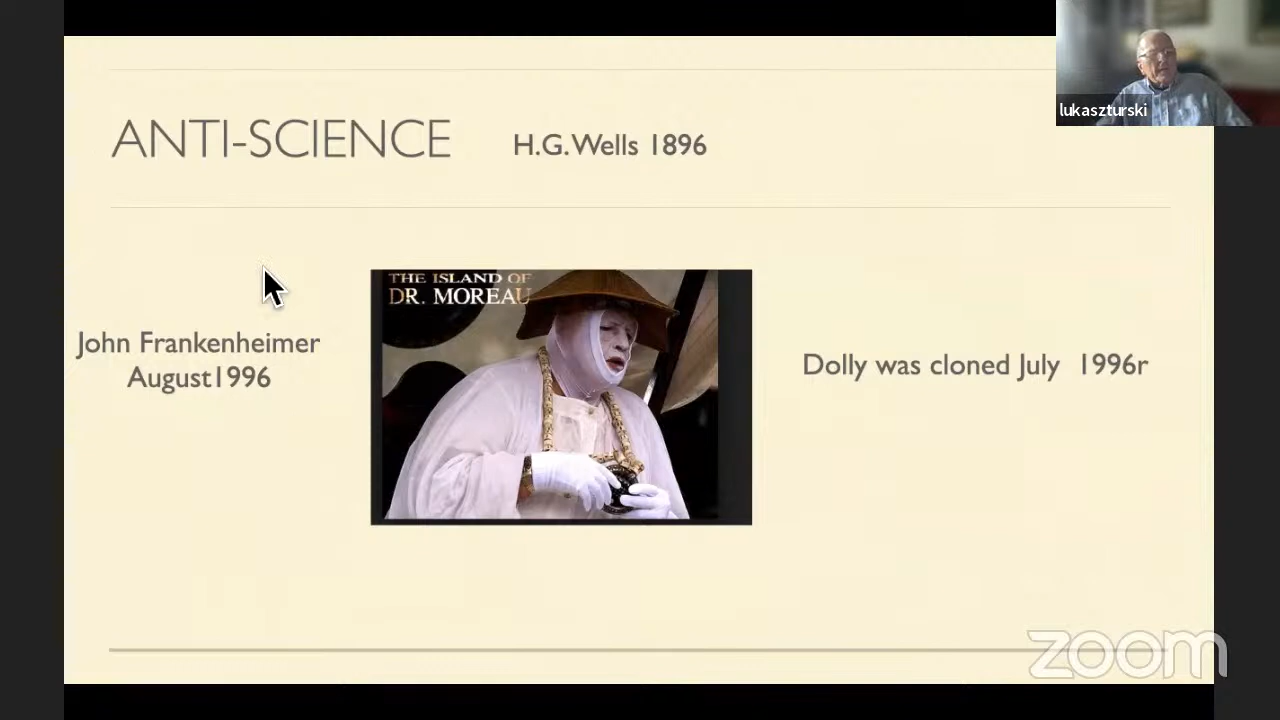 lukaszturski
ANTI-SCIENCE
H.G.Wells 1896
THE ISLAND OF
DR. MOREAU
John Frankenheimer
August1996
Dolly was cloned July 1996r
zoom